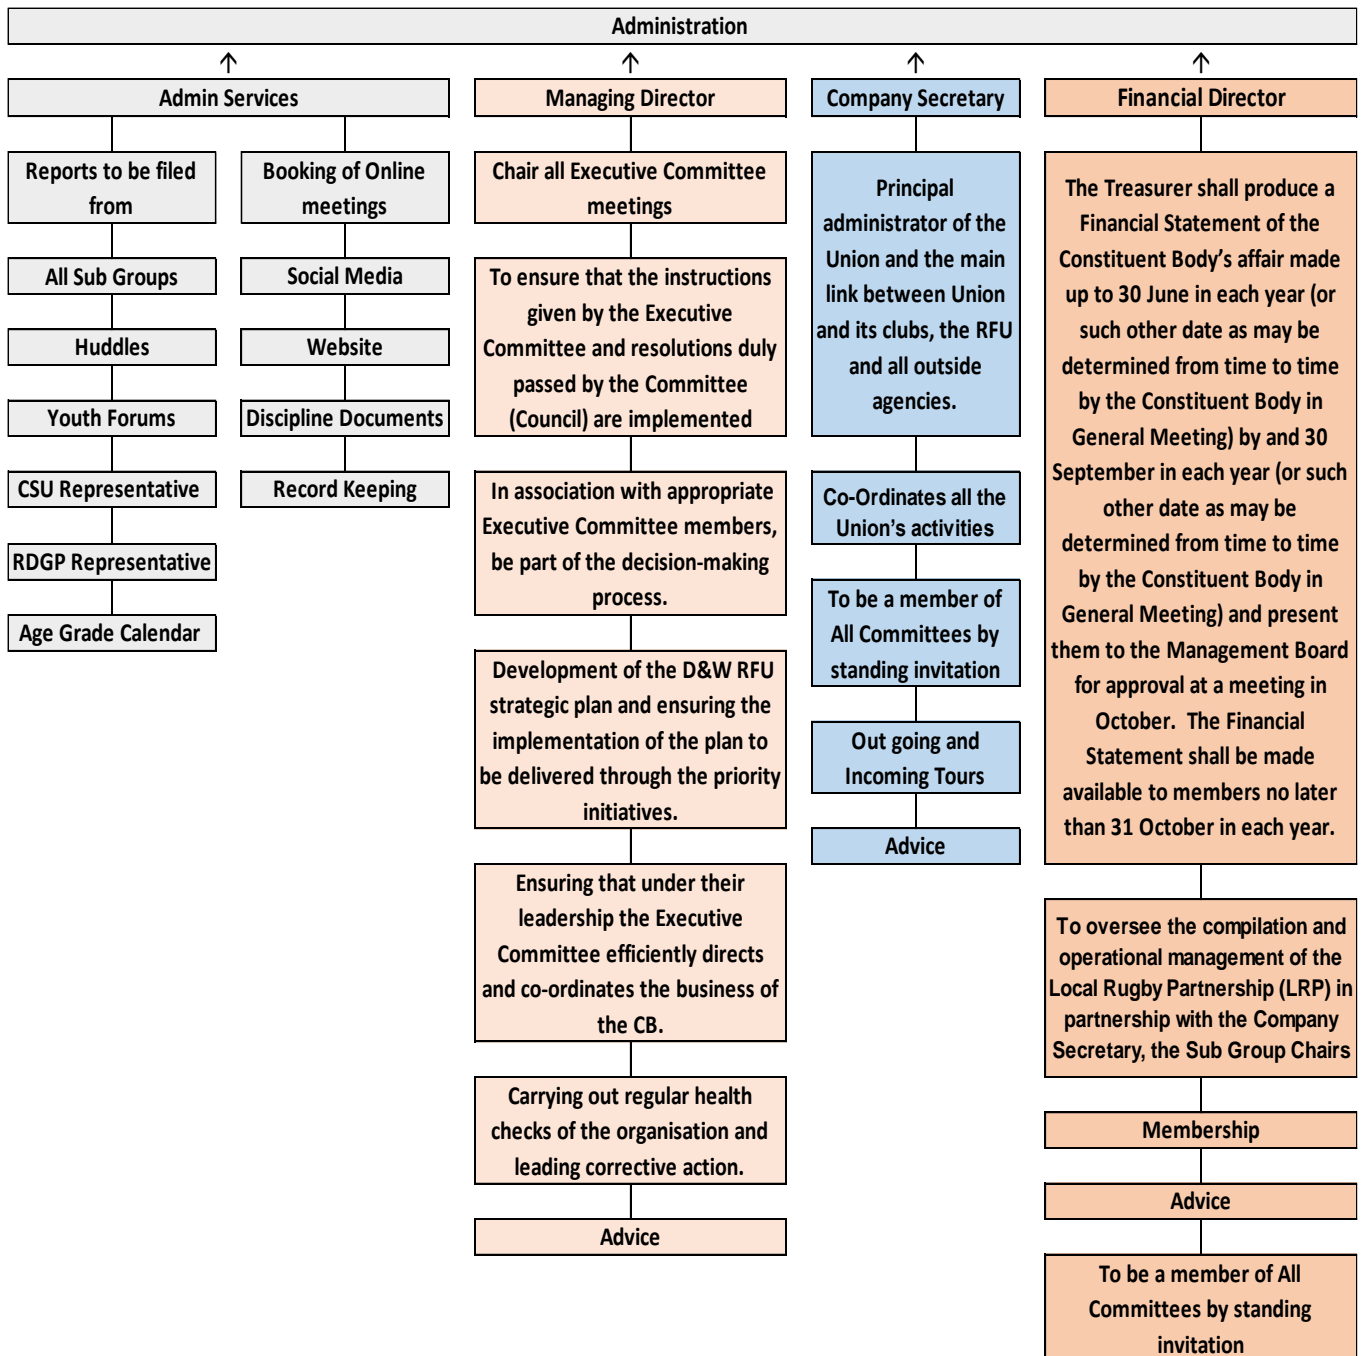 Administration
↑ ↑ ↑ ↑
Admin Services
Reports to be filed
from
All Sub Groups
Huddles
Youth Forums
CSU Representative
RDGP Representative
Age Grade Calendar
Booking of Online
meetings
Social Media
Website
Discipline Documents
Record Keeping
Managing Director
Chair all Executive Committee
meetings
To ensure that the instructions
given by the Executive
Committee and resolutions duly
passed by the Committee
(Council) are implemented
In association with appropriate
Executive Committee members,
be part of the decision-making
process.
Development of the D&W RFU
strategic plan and ensuring the
implementation of the plan to
be delivered through the priority
initiatives.
Ensuring that under their
leadership the Executive
Committee efficiently directs
and co-ordinates the business of
the CB.
Carrying out regular health
checks of the organisation and
leading corrective action.
Advice
Company Secretary
Principal
administrator of the
Union and the main
link between Union
and its clubs, the RFU
and all outside
agencies.
Co-Ordinates all the
Union's activities
To be a member of
All Committees by
standing invitation
Out going and
Incoming Tours
Advice
Financial Director
The Treasurer shall produce a
Financial Statement of the
Constituent Body's affair made
up to 30 June in each year (or
such other date as may be
determined from time to time
by the Constituent Body in
General Meeting) by and 30
September in each year (or such
other date as may be
determined from time to time
by the Constituent Body in
General Meeting) and present
them to the Management Board
for approval at a meeting in
October. The Financial
Statement shall be made
available to members no later
than 31 October in each year.
To oversee the compilation and
operational management of the
Local Rugby Partnership (LRP) in
partnership with the Company
Secretary, the Sub Group Chairs
Membership
Advice
To be a member of All
Committees by standing
invitation